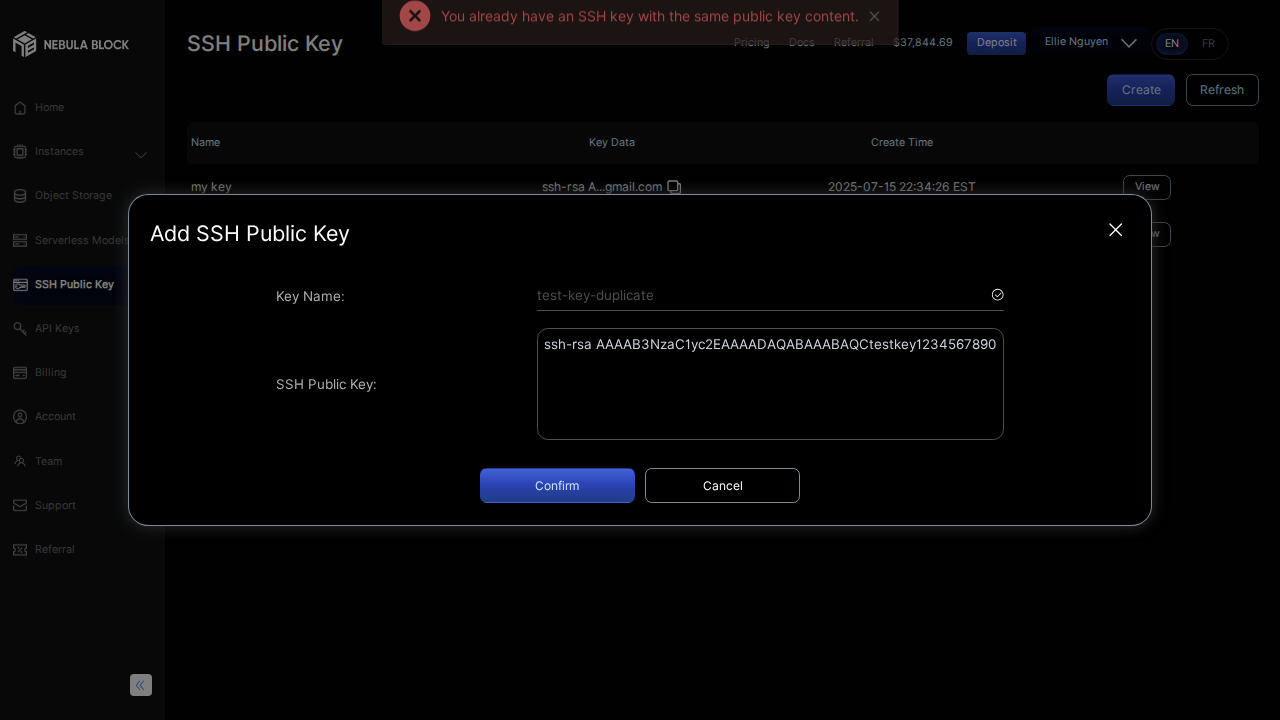 You already have an SSH key with the same public key content.
NEBULA BLOCK
SSH Public Key
Pricing
Docs
Referral
$37,844.69
Deposit
Ellie Nguyen
EN
FR
Create
Refresh
Home
Instances
Object Storage
Serverless Models
SSH Public Key
API Keys
Billing
Account
Team
Support
Referral
Name
Key Data
Create Time
my key
ssh-rsa A...gmail.com
2025-07-15 22:34:26 EST
View
Add SSH Public Key
Key Name:
test-key-duplicate
SSH Public Key:
ssh-rsa AAAAB3NzaC1yc2EAAAADAQABAAABAQCtestkey1234567890
Confirm
Cancel